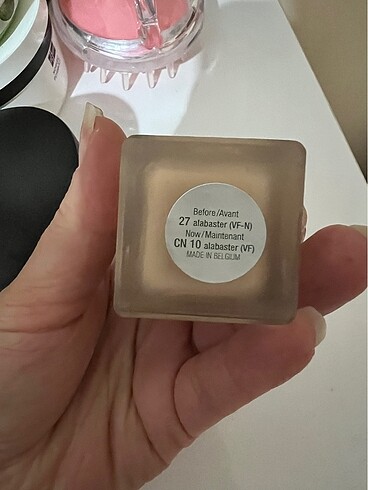 Before/Avant
27 alabaster (VF-N)
Now/Maintenant
CN 10 alabaster (VF)
MADE IN BELGIUM